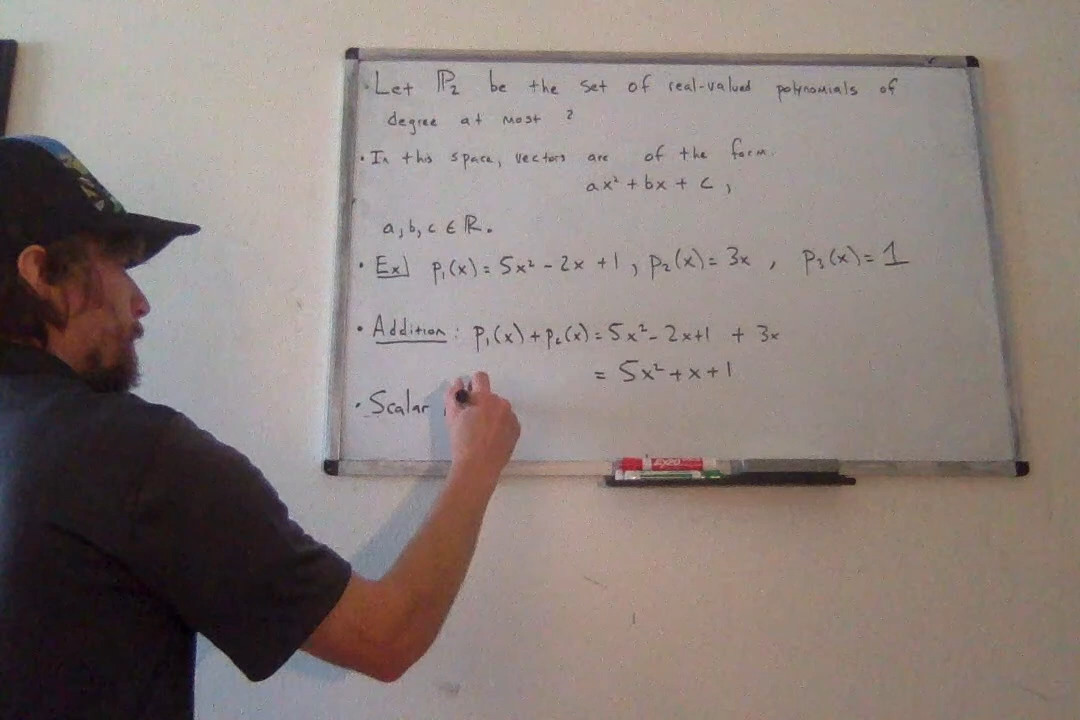 • Let ℙ₂ be the set of real-valued polynomials of
degree at most 2
• In this space, vectors are of the form.
ax² + bx + c ,
a, b, c ∈ ℝ.
• Ex] p₁(x) = 5x² - 2x + 1 , p₂(x) = 3x , p₃(x) = 1
• Addition : p₁(x) + p₂(x) = 5x² - 2x + 1 + 3x
= 5x² + x + 1
• Scalar